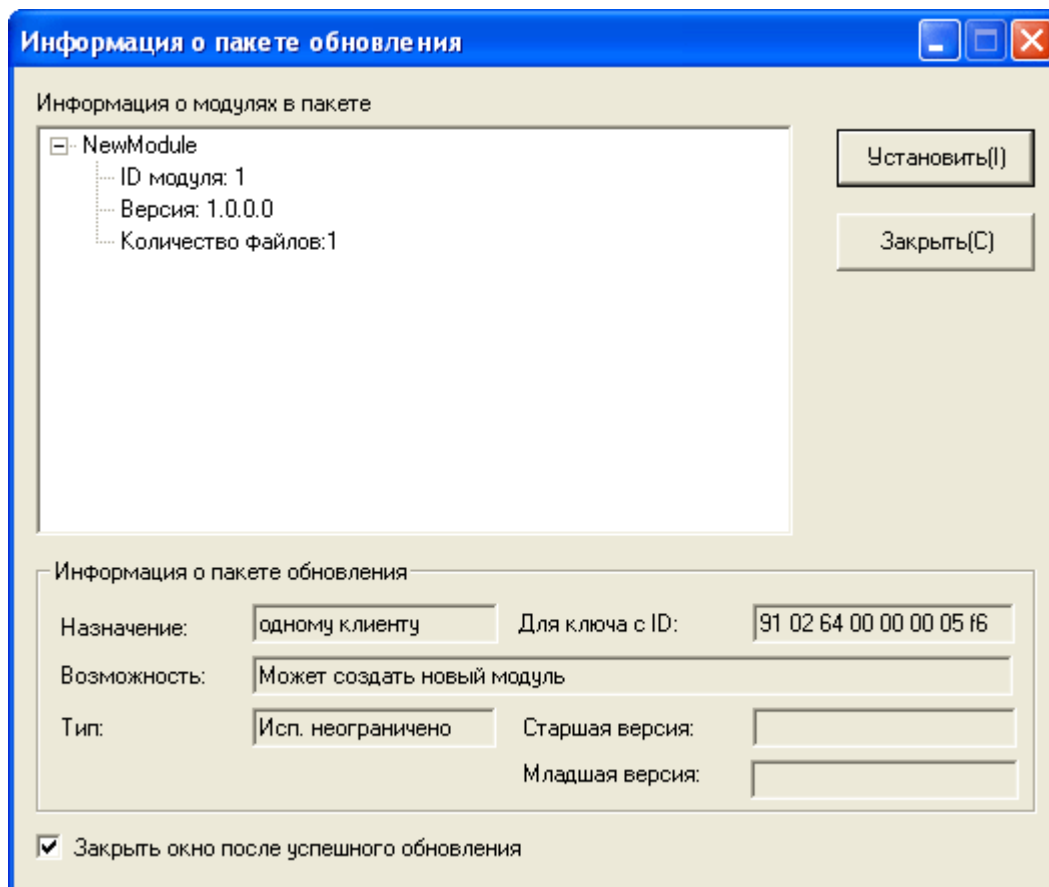 Информация о пакете обновления
Информация о модулях в пакете
NewModule
ID модуля: 1
Версия: 1.0.0.0
Количество файлов:1
Установить(I)
Закрыть(C)
Информация о пакете обновления
Назначение: одному клиенту Для ключа с ID: 91 02 64 00 00 00 05 f6
Возможность: Может создать новый модуль
Тип: Исп. неограничено Старшая версия:
Младшая версия:
Закрыть окно после успешного обновления